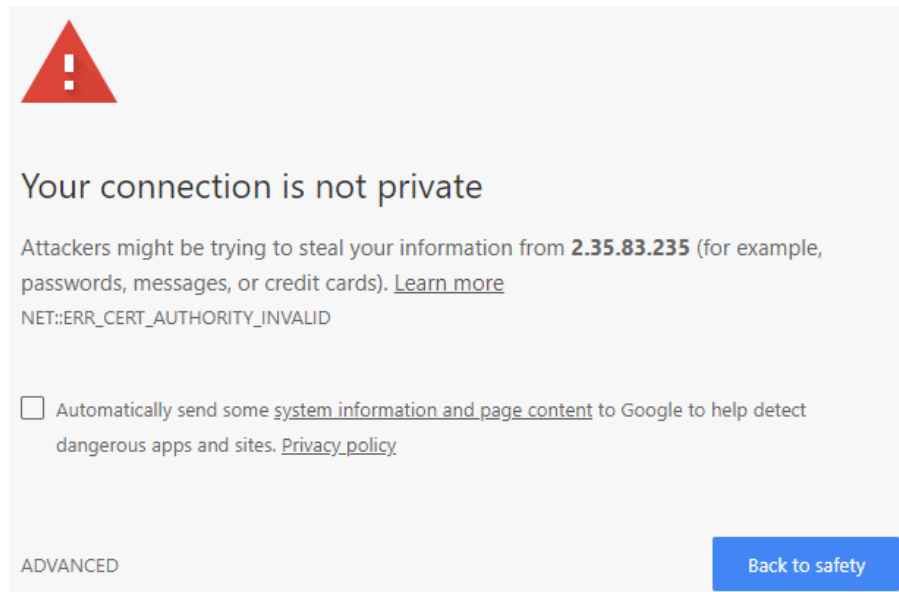 Your connection is not private
Attackers might be trying to steal your information from 2.35.83.235 (for example,
passwords, messages, or credit cards). Learn more
NET::ERR_CERT_AUTHORITY_INVALID
Automatically send some system information and page content to Google to help detect
dangerous apps and sites. Privacy policy
ADVANCED
Back to safety